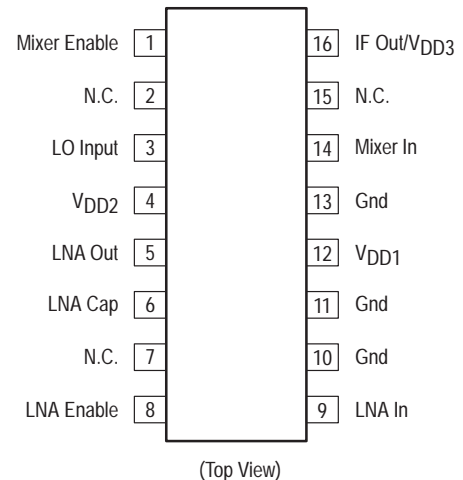 Mixer Enable 1 16 IF Out/VDD3
N.C. 2 15 N.C.
LO Input 3 14 Mixer In
VDD2 4 13 Gnd
LNA Out 5 12 VDD1
LNA Cap 6 11 Gnd
N.C. 7 10 Gnd
LNA Enable 8 9 LNA In
(Top View)